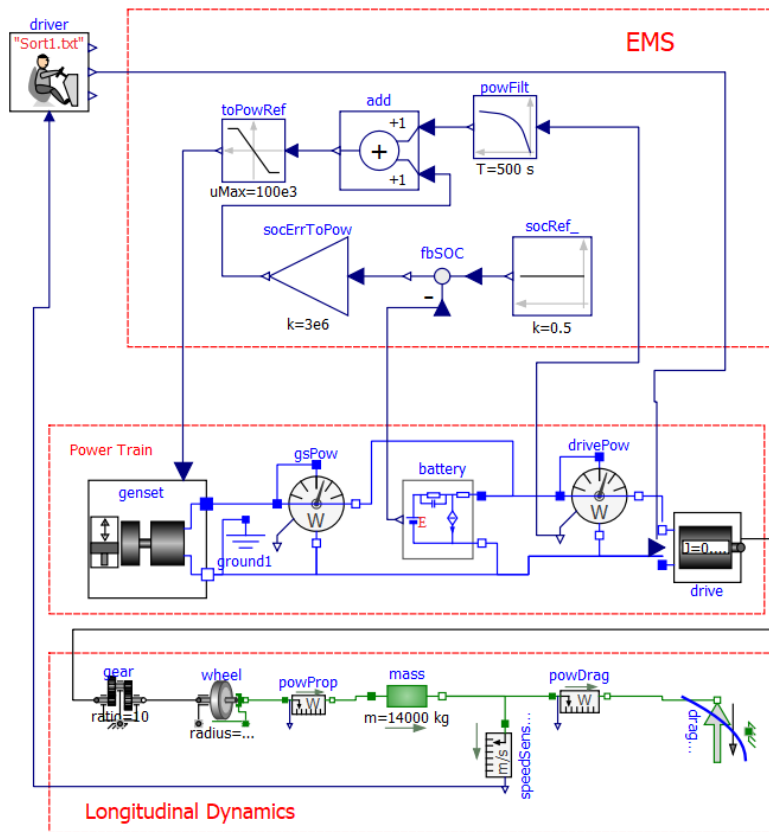 driver
"Sort1.txt"
EMS
powFilt
add
toPowRef
+1
+
+1
T=500 s
uMax=100e3
socErrToPow
socRef_
fbSOC
-
k=3e6
k=0.5
Power Train
gsPow
drivePow
battery
genset
E
W
W
ground1
J=0....
drive
gear
wheel
powProp
mass
powDrag
W
W
ratio=10
radius=...
m=14000 kg
drag...
m/s
speedSens...
Longitudinal Dynamics